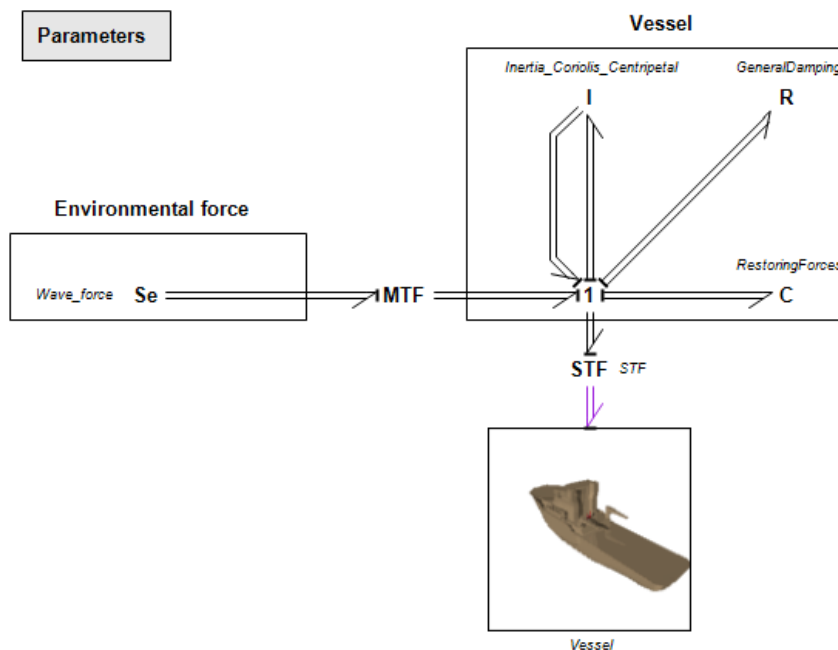 Parameters
Vessel
Inertia_Coriolis_Centripetal
GeneralDamping
I
R
Environmental force
RestoringForces
Wave_force
Se
MTF
1
C
STF
STF
Vessel